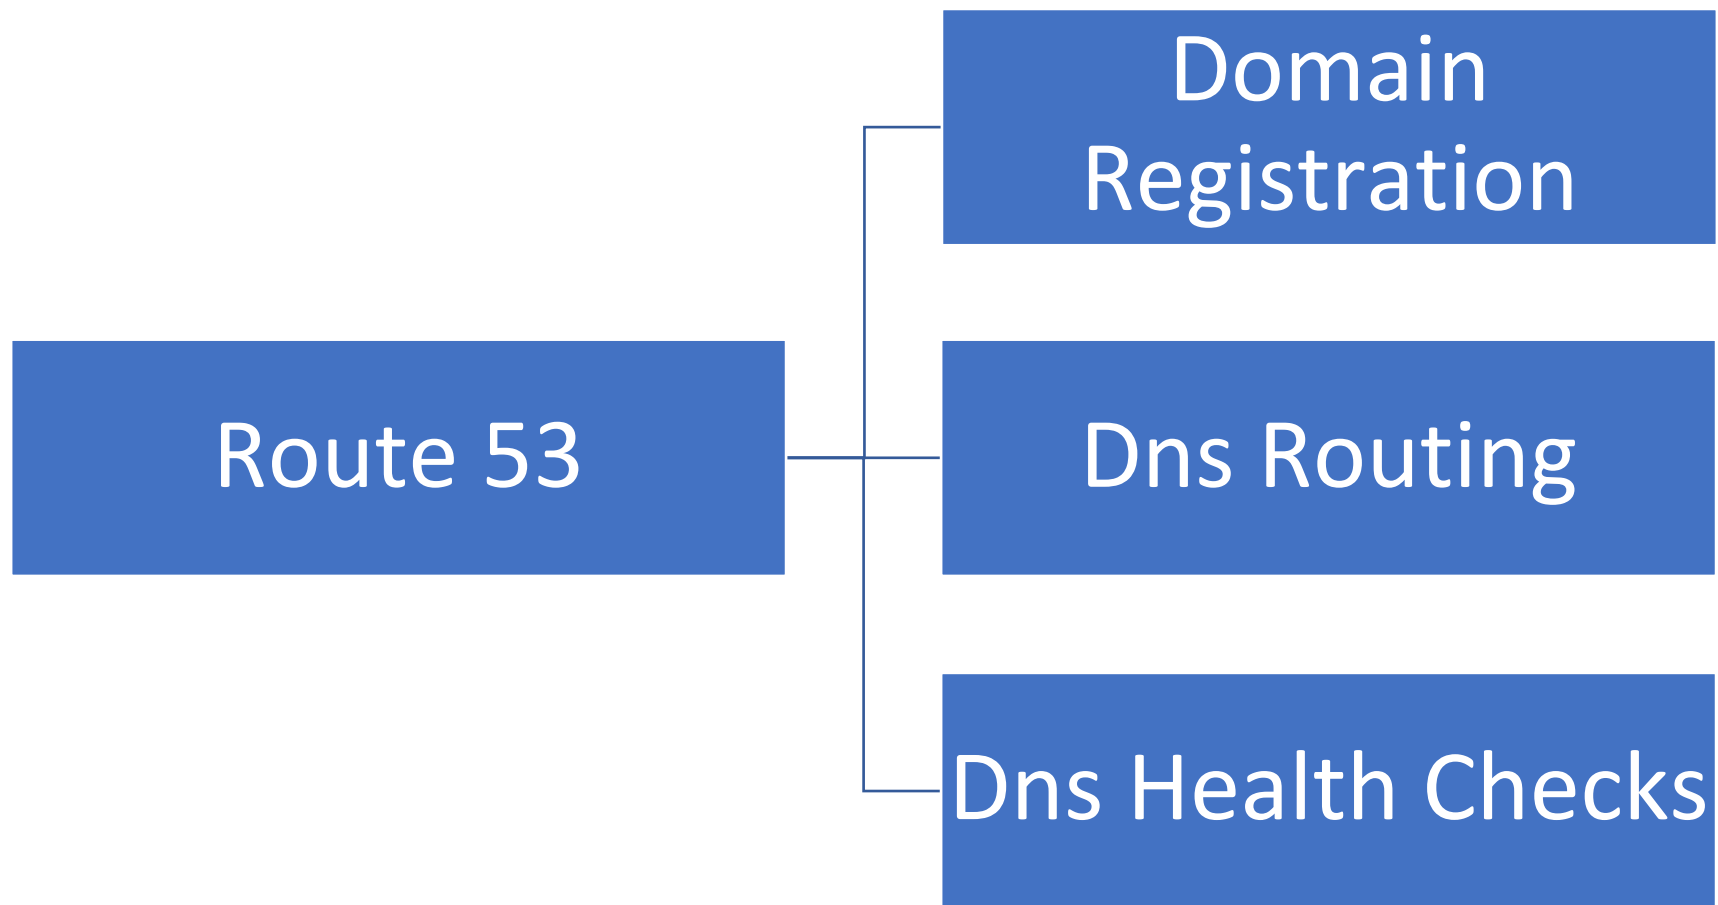 Domain
Registration
Route 53
Dns Routing
Dns Health Checks